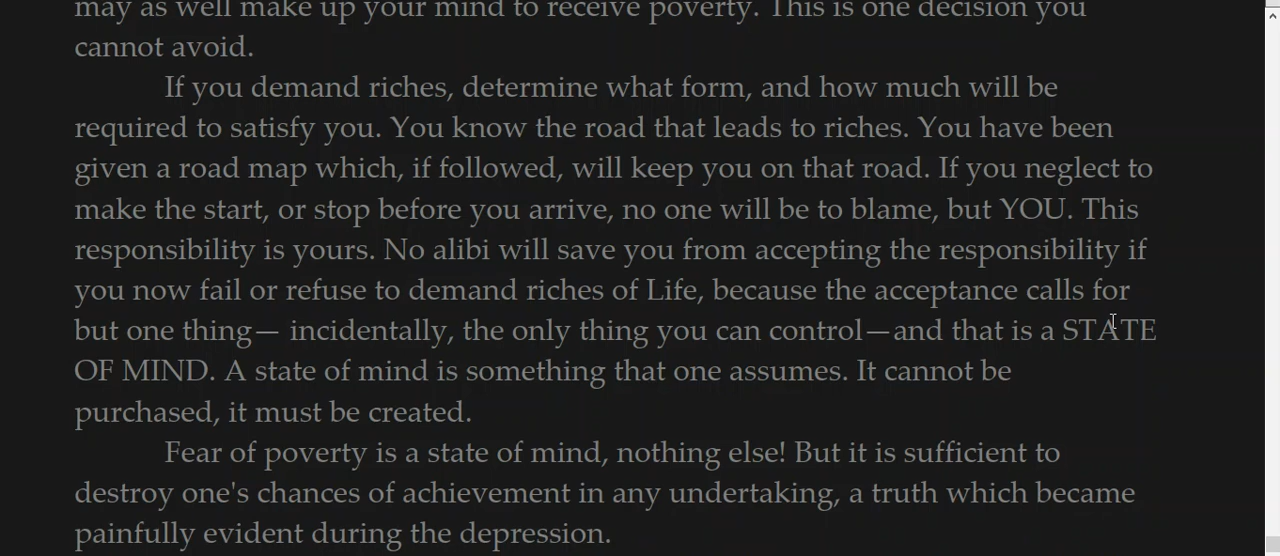 may as well make up your mind to receive poverty. This is one decision you
cannot avoid.
If you demand riches, determine what form, and how much will be
required to satisfy you. You know the road that leads to riches. You have been
given a road map which, if followed, will keep you on that road. If you neglect to
make the start, or stop before you arrive, no one will be to blame, but YOU. This
responsibility is yours. No alibi will save you from accepting the responsibility if
you now fail or refuse to demand riches of Life, because the acceptance calls for
but one thing— incidentally, the only thing you can control—and that is a STATE
OF MIND. A state of mind is something that one assumes. It cannot be
purchased, it must be created.
Fear of poverty is a state of mind, nothing else! But it is sufficient to
destroy one's chances of achievement in any undertaking, a truth which became
painfully evident during the depression.